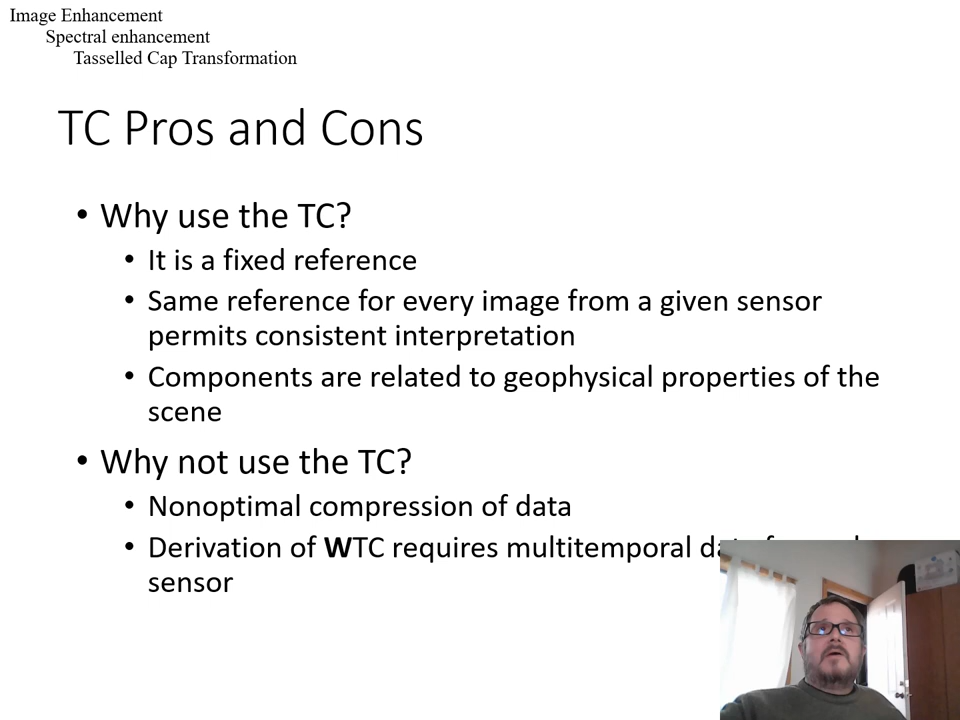 Image Enhancement
Spectral enhancement
Tasselled Cap Transformation
TC Pros and Cons
• Why use the TC?
• It is a fixed reference
• Same reference for every image from a given sensor
permits consistent interpretation
• Components are related to geophysical properties of the
scene
• Why not use the TC?
• Nonoptimal compression of data
• Derivation of WTC requires multitemporal
sensor